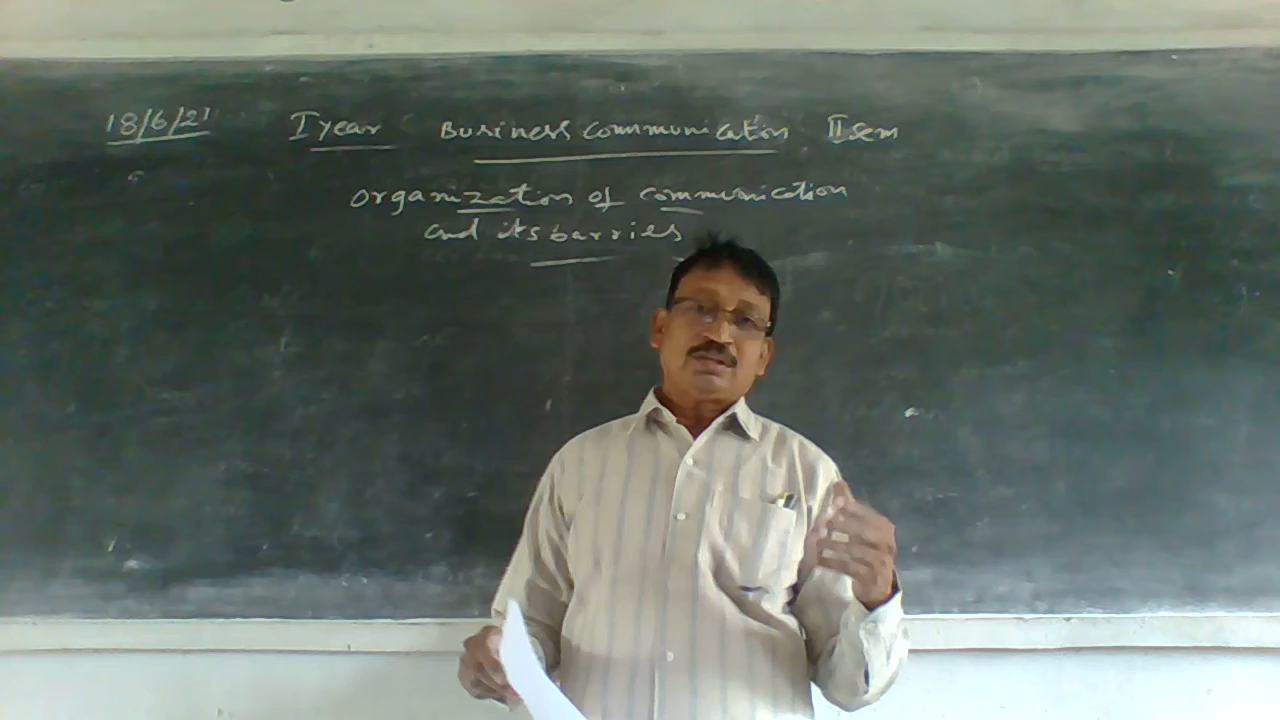 18/6/21 I year Business Communication II sem
Organization of communication
and its barries